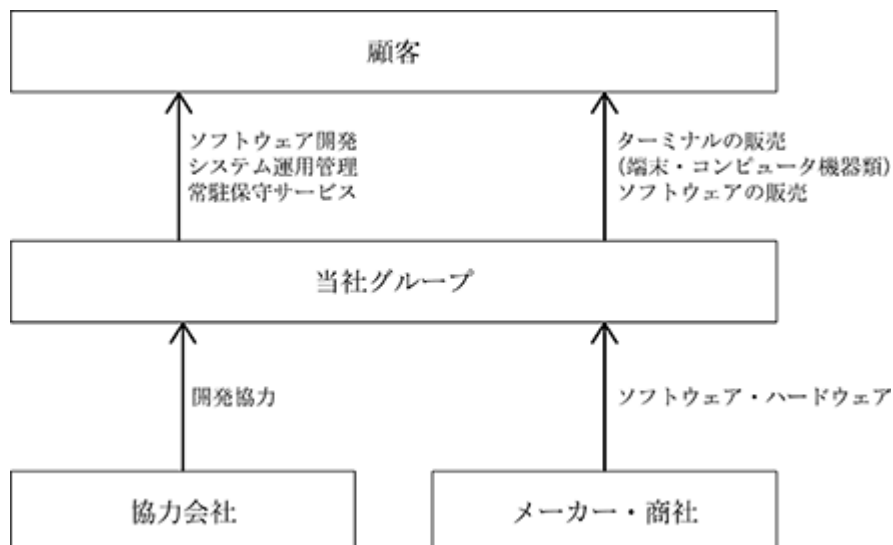 顧客
ソフトウェア開発
システム運用管理
常駐保守サービス
ターミナルの販売
(端末・コンピュータ機器類)
ソフトウェアの販売
当社グループ
開発協力
ソフトウェア・ハードウェア
協力会社
メーカー・商社